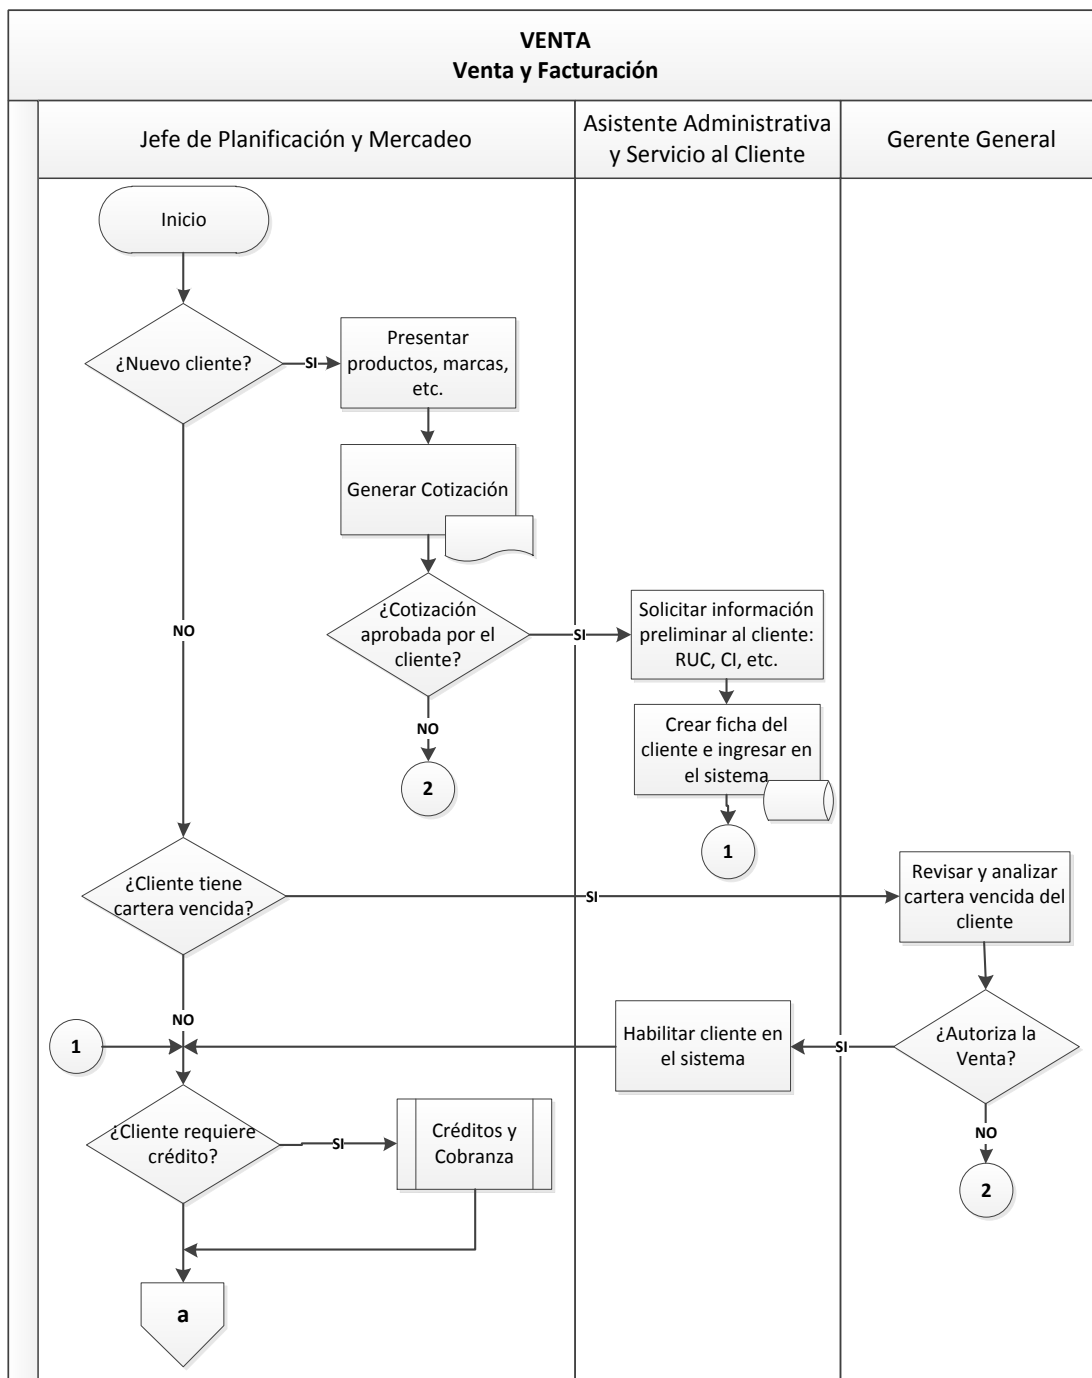 VENTA
Venta y Facturación
Jefe de Planificación y Mercadeo
Asistente Administrativa
y Servicio al Cliente
Gerente General
Inicio
¿Nuevo cliente?
SI
Presentar
productos, marcas,
etc.
Generar Cotización
NO
¿Cotización
aprobada por el
cliente?
SI
Solicitar información
preliminar al cliente:
RUC, CI, etc.
NO
2
Crear ficha del
cliente e ingresar en
el sistema
1
¿Cliente tiene
cartera vencida?
SI
Revisar y analizar
cartera vencida del
cliente
NO
1
Habilitar cliente en
el sistema
SI
¿Autoriza la
Venta?
NO
2
¿Cliente requiere
crédito?
SI
Créditos y
Cobranza
a